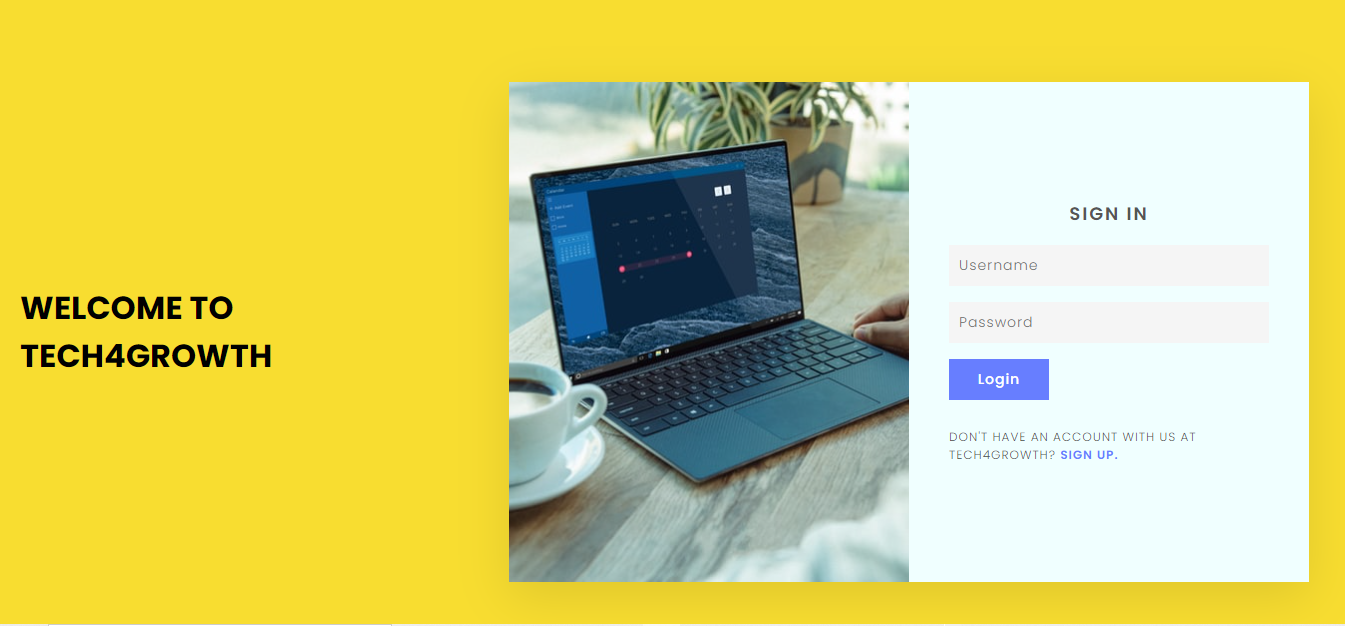 WELCOME TO
TECH4GROWTH
SIGN IN
Username
Password
Login
DON'T HAVE AN ACCOUNT WITH US AT
TECH4GROWTH? SIGN UP.